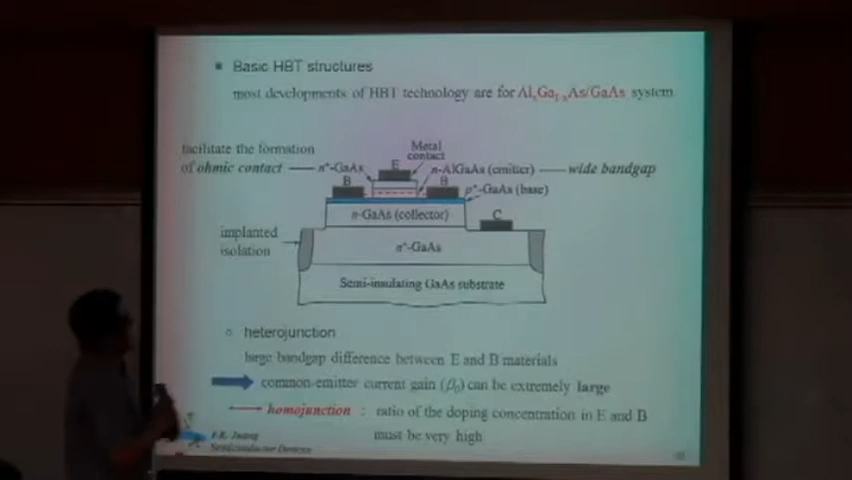 Basic HBT structures
most developments of HBT technology are for AlxGa1-xAs/GaAs system
facilitate the formation
of ohmic contact
Metal
contact
n+-GaAs
E
n-AlGaAs (emitter)
wide bandgap
B
B
p+-GaAs (base)
n-GaAs (collector)
C
implanted
isolation
n+-GaAs
Semi-insulating GaAs substrate
heterojunction
large bandgap difference between E and B materials
common-emitter current gain (β0) can be extremely large
homojunction : ratio of the doping concentration in E and B
must be very high
Semiconductor Devices